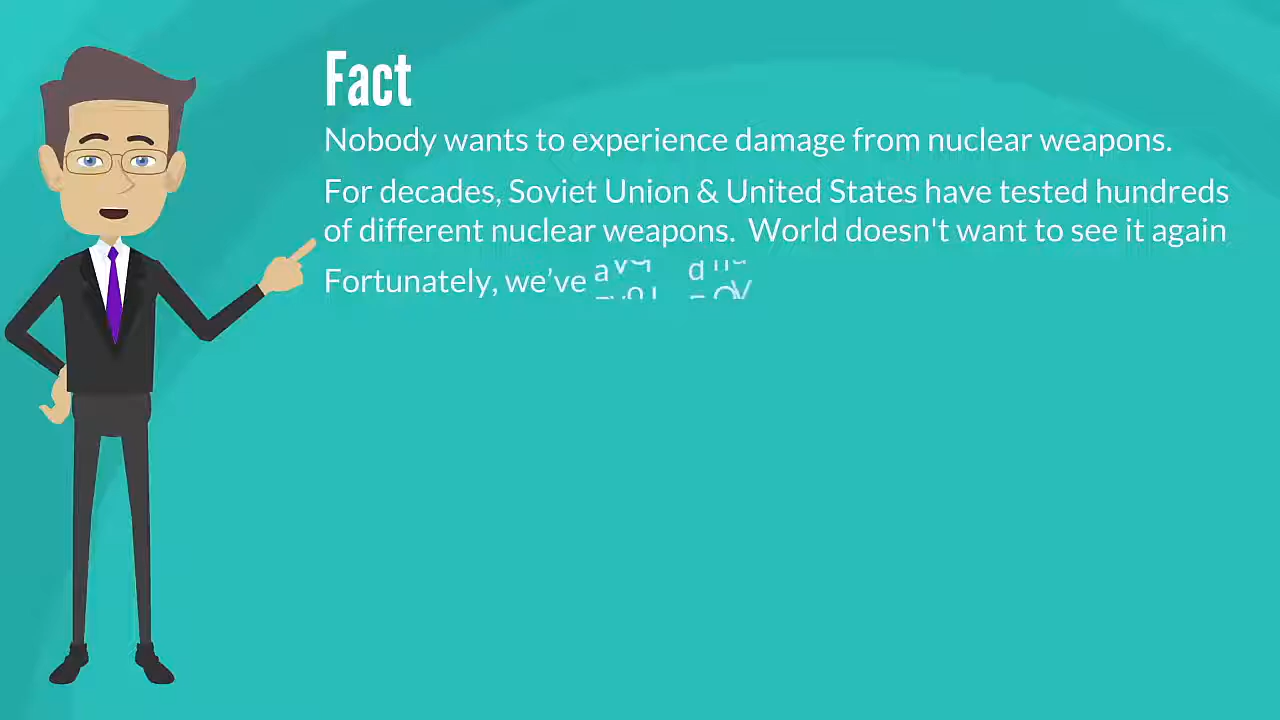 Fact
Nobody wants to experience damage from nuclear weapons.
For decades, Soviet Union & United States have tested hundreds
of different nuclear weapons.  World doesn't want to see it again
Fortunately, we’ve